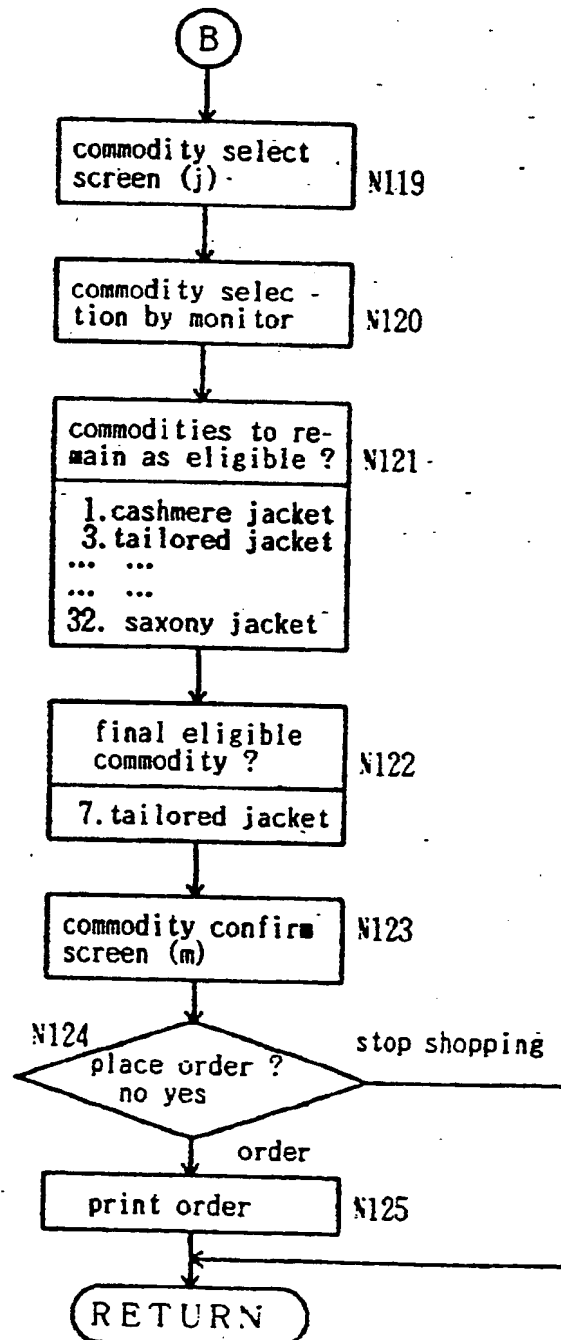 B
commodity select
screen (j)
N119
commodity selec -
tion by monitor
N120
commodities to re-
main as eligible ?
N121
1. cashmere jacket
3. tailored jacket
... ...
... ...
32. saxony jacket
final eligible
commodity ?
N122
7. tailored jacket
commodity confirm
screen (m)
N123
N124
stop shopping
place order ?
no yes
order
print order
N125
RETURN